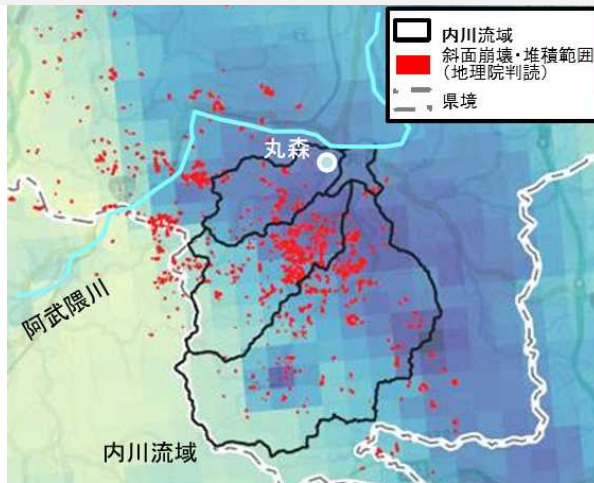 内川流域
斜面崩壊・堆積範囲
（地理院判読）
県境
丸森
阿武隈川
内川流域